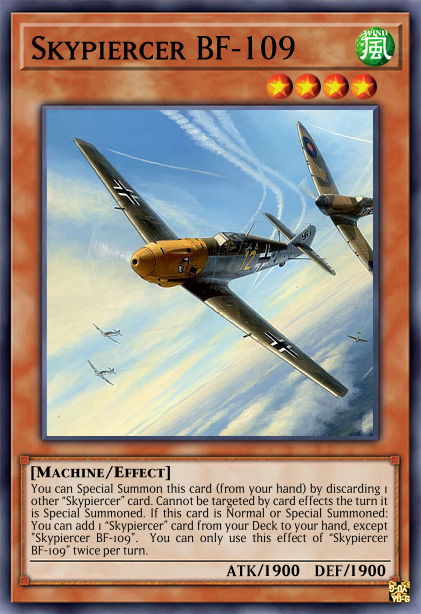 SKYPIERCER BF-109
WIND
風
12
[MACHINE/EFFECT]
You can Special Summon this card (from your hand) by discarding 1
other “Skypiercer” card. Cannot be targeted by card effects the turn it
is Special Summoned. If this card is Normal or Special Summoned:
You can add 1 “Skypiercer” card from your Deck to your hand, except
"Skypiercer BF-109". You can only use this effect of “Skypiercer
BF-109” twice per turn.
ATK/1900 DEF/1900